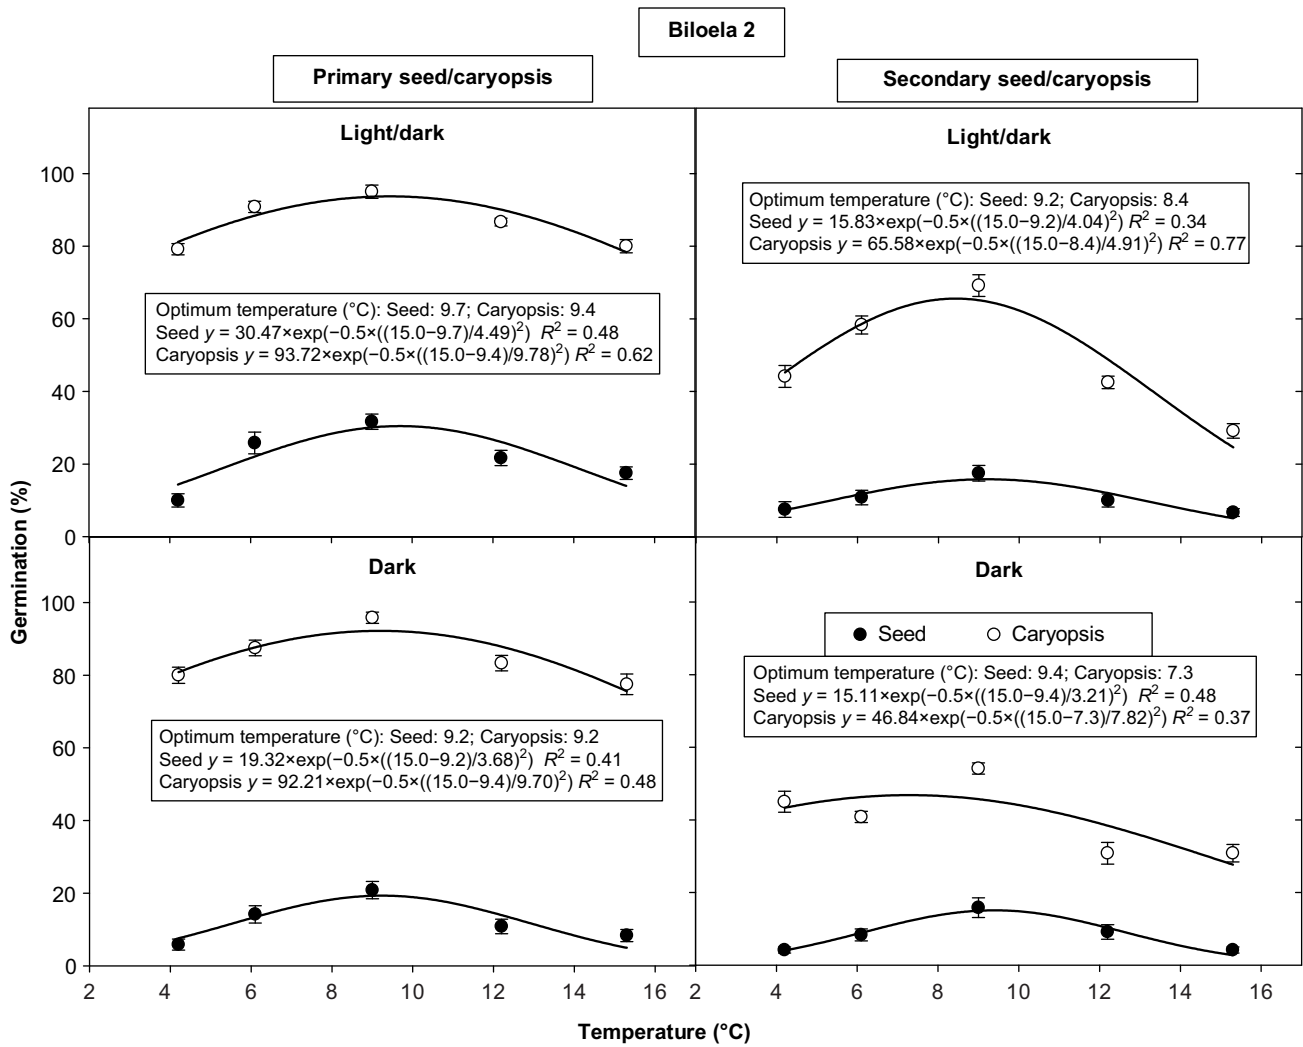 Biloela 2
Primary seed/caryopsis
Secondary seed/caryopsis
Light/dark
Light/dark
Optimum temperature (°C): Seed: 9.7; Caryopsis: 9.4
Seed y = 30.47×exp(−0.5×((15.0−9.7)/4.49)²) R² = 0.48
Caryopsis y = 93.72×exp(−0.5×((15.0−9.4)/9.78)²) R² = 0.62
Optimum temperature (°C): Seed: 9.2; Caryopsis: 8.4
Seed y = 15.83×exp(−0.5×((15.0−9.2)/4.04)²) R² = 0.34
Caryopsis y = 65.58×exp(−0.5×((15.0−8.4)/4.91)²) R² = 0.77
100
80
60
40
20
0
Germination (%)
Dark
Dark
Seed Caryopsis
Optimum temperature (°C): Seed: 9.2; Caryopsis: 9.2
Seed y = 19.32×exp(−0.5×((15.0−9.2)/3.68)²) R² = 0.41
Caryopsis y = 92.21×exp(−0.5×((15.0−9.4)/9.70)²) R² = 0.48
Optimum temperature (°C): Seed: 9.4; Caryopsis: 7.3
Seed y = 15.11×exp(−0.5×((15.0−9.4)/3.21)²) R² = 0.48
Caryopsis y = 46.84×exp(−0.5×((15.0−7.3)/7.82)²) R² = 0.37
100
80
60
40
20
0
2 4 6 8 10 12 14 16 2 4 6 8 10 12 14 16
Temperature (°C)